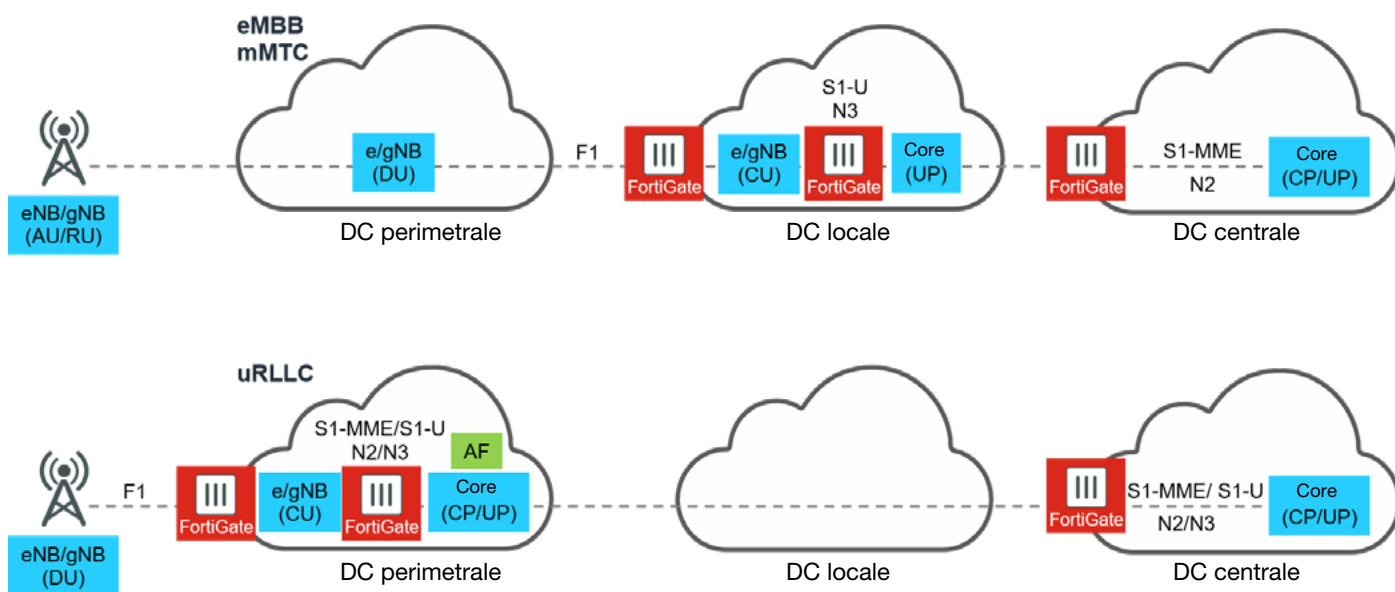 eMBB
mMTC
eNB/gNB
(AU/RU)
e/gNB
(DU)
DC perimetrale
F1
FortiGate
e/gNB
(CU)
S1-U
N3
FortiGate
Core
(UP)
DC locale
FortiGate
S1-MME
N2
Core
(CP/UP)
DC centrale
uRLLC
eNB/gNB
(DU)
F1
FortiGate
e/gNB
(CU)
S1-MME/S1-U
N2/N3
FortiGate
AF
Core
(CP/UP)
DC perimetrale
DC locale
FortiGate
S1-MME/ S1-U
N2/N3
Core
(CP/UP)
DC centrale